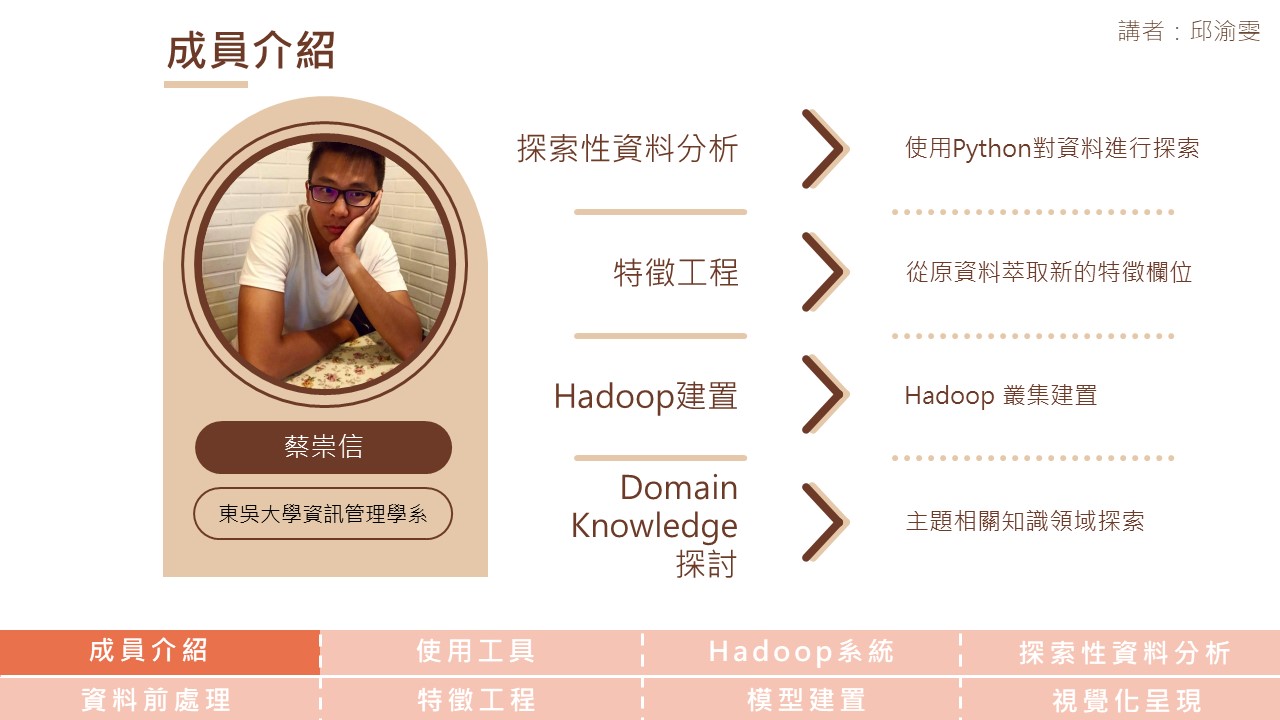 成員介紹
講者：邱渝雯
探索性資料分析
使用Python對資料進行探索
特徵工程
從原資料萃取新的特徵欄位
Hadoop建置
Hadoop 叢集建置
Domain
Knowledge
探討
主題相關知識領域探索
蔡崇信
東吳大學資訊管理學系
成員介紹
使用工具
Hadoop系統
探索性資料分析
資料前處理
特徵工程
模型建置
視覺化呈現